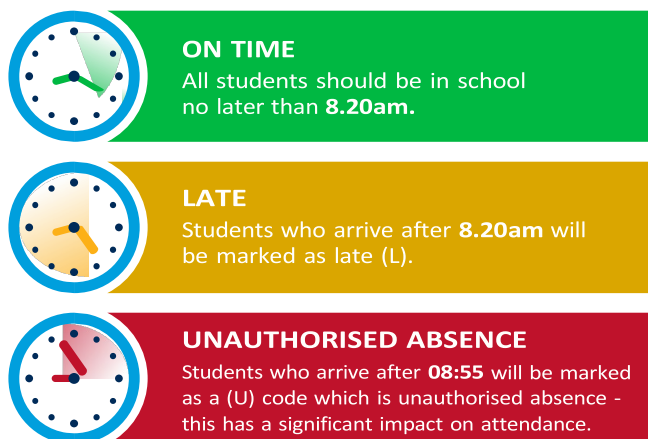 ON TIME
All students should be in school
no later than 8.20am.
LATE
Students who arrive after 8.20am will
be marked as late (L).
UNAUTHORISED ABSENCE
Students who arrive after 08:55 will be marked
as a (U) code which is unauthorised absence -
this has a significant impact on attendance.